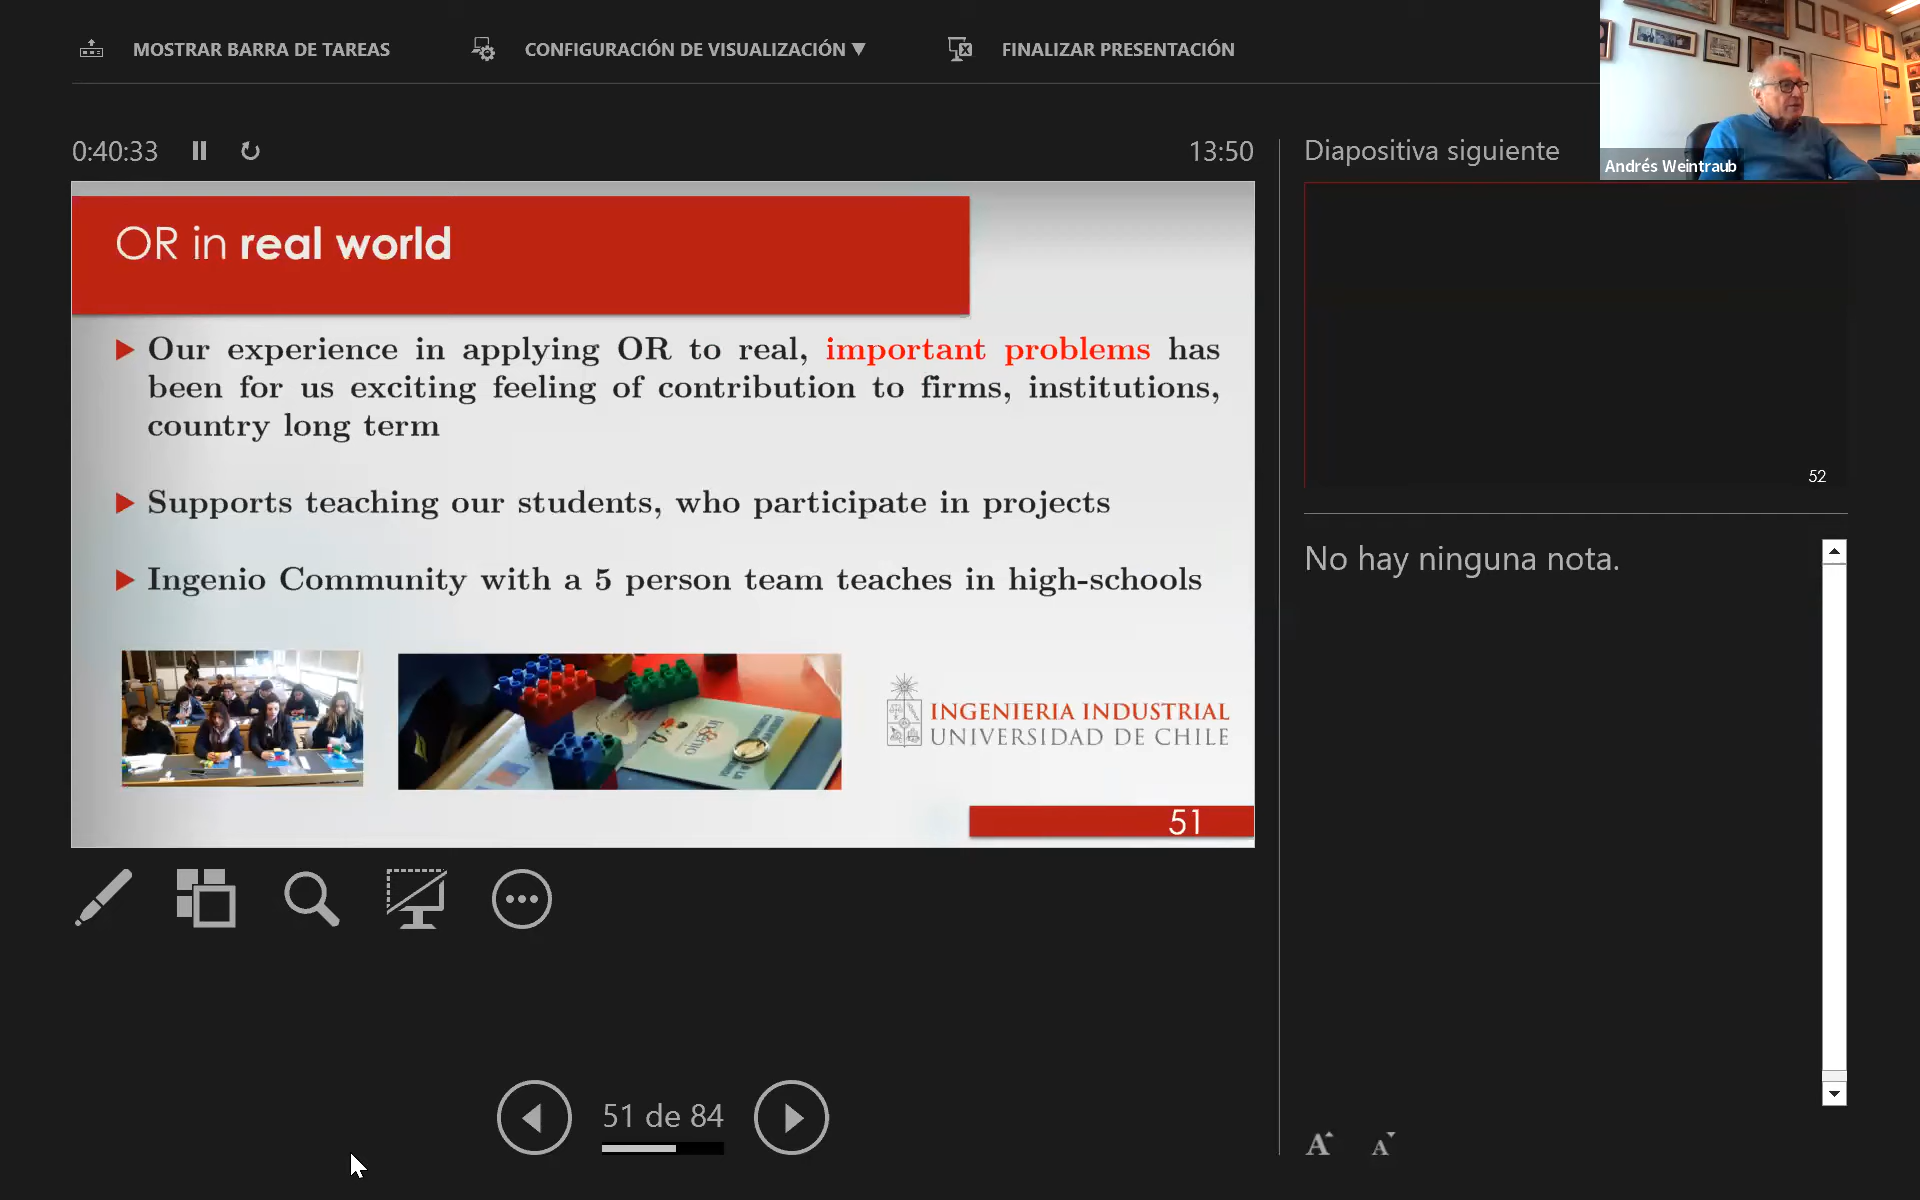 MOSTRAR BARRA DE TAREAS
CONFIGURACIÓN DE VISUALIZACIÓN ▼
FINALIZAR PRESENTACIÓN
Andrés Weintraub
0:40:33
13:50
Diapositiva siguiente
OR in real world
Our experience in applying OR to real, important problems has
been for us exciting feeling of contribution to firms, institutions,
country long term
Supports teaching our students, who participate in projects
Ingenio Community with a 5 person team teaches in high-schools
ingenio
INGENIERIA INDUSTRIAL
UNIVERSIDAD DE CHILE
51
52
No hay ninguna nota.
51 de 84
A A